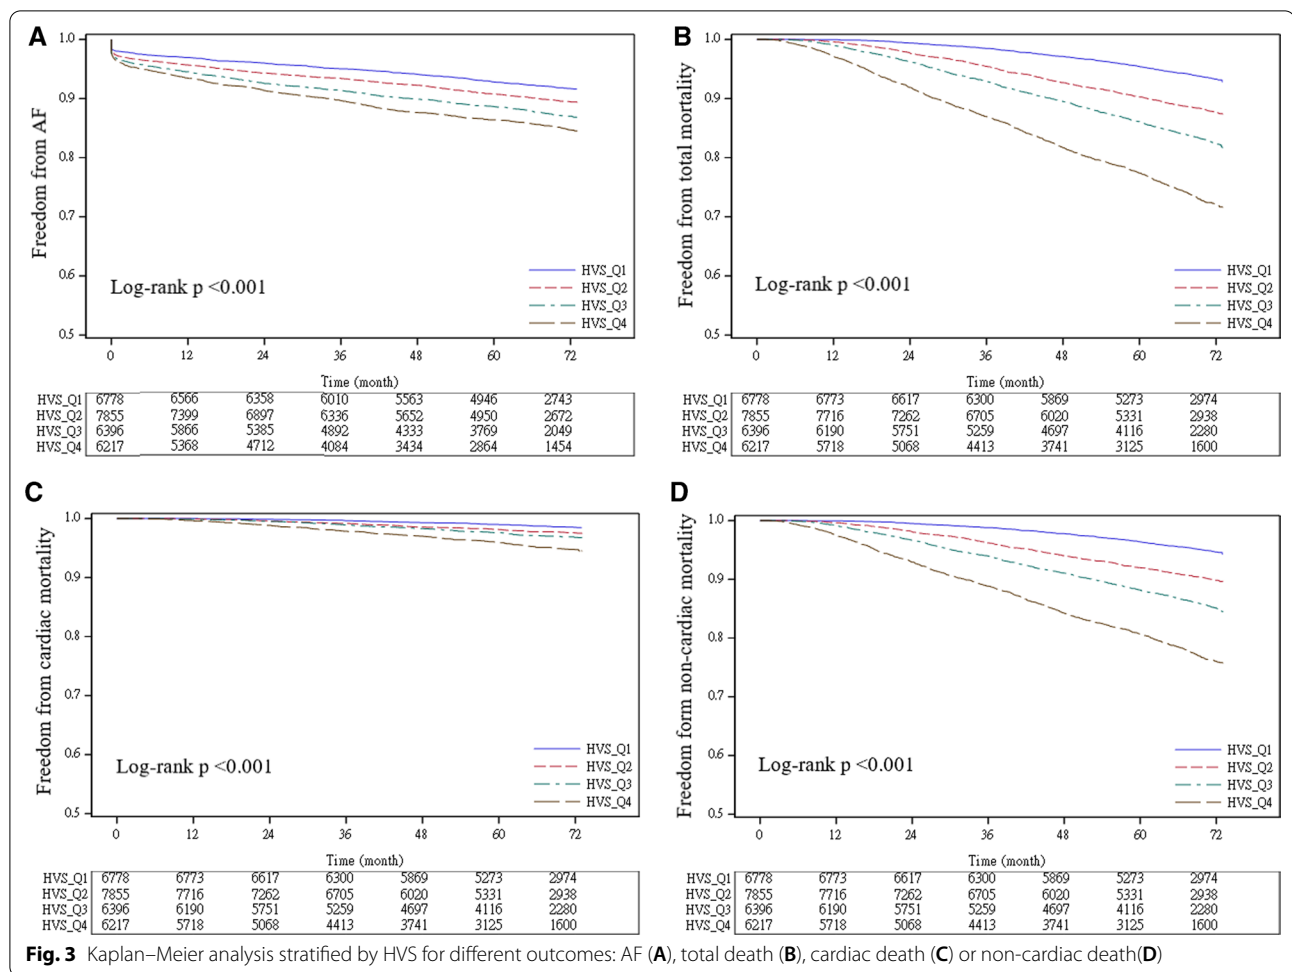 A
Freedom from AF
1.0
0.9
0.8
0.7
0.6
0.5
Log-rank p <0.001
HVS_Q1
HVS_Q2
HVS_Q3
HVS_Q4
0 12 24 36 48 60 72
Time (month)
HVS_Q1 6778 6566 6358 6010 5563 4946 2743
HVS_Q2 7855 7399 6897 6336 5652 4950 2672
HVS_Q3 6396 5866 5385 4892 4333 3769 2049
HVS_Q4 6217 5368 4712 4084 3434 2864 1454
B
Freedom from total mortality
1.0
0.9
0.8
0.7
0.6
0.5
Log-rank p <0.001
HVS_Q1
HVS_Q2
HVS_Q3
HVS_Q4
0 12 24 36 48 60 72
Time (month)
HVS_Q1 6778 6773 6617 6300 5869 5273 2974
HVS_Q2 7855 7716 7262 6705 6020 5331 2938
HVS_Q3 6396 6190 5751 5259 4697 4116 2280
HVS_Q4 6217 5718 5068 4413 3741 3125 1600
C
Freedom from cardiac mortality
1.0
0.9
0.8
0.7
0.6
0.5
Log-rank p <0.001
HVS_Q1
HVS_Q2
HVS_Q3
HVS_Q4
0 12 24 36 48 60 72
Time (month)
HVS_Q1 6778 6773 6617 6300 5869 5273 2974
HVS_Q2 7855 7716 7262 6705 6020 5331 2938
HVS_Q3 6396 6190 5751 5259 4697 4116 2280
HVS_Q4 6217 5718 5068 4413 3741 3125 1600
D
Freedom form non-cardiac mortality
1.0
0.9
0.8
0.7
0.6
0.5
Log-rank p <0.001
HVS_Q1
HVS_Q2
HVS_Q3
HVS_Q4
0 12 24 36 48 60 72
Time (month)
HVS_Q1 6778 6773 6617 6300 5869 5273 2974
HVS_Q2 7855 7716 7262 6705 6020 5331 2938
HVS_Q3 6396 6190 5751 5259 4697 4116 2280
HVS_Q4 6217 5718 5068 4413 3741 3125 1600
Fig. 3 Kaplan–Meier analysis stratified by HVS for different outcomes: AF (A), total death (B), cardiac death (C) or non-cardiac death(D)